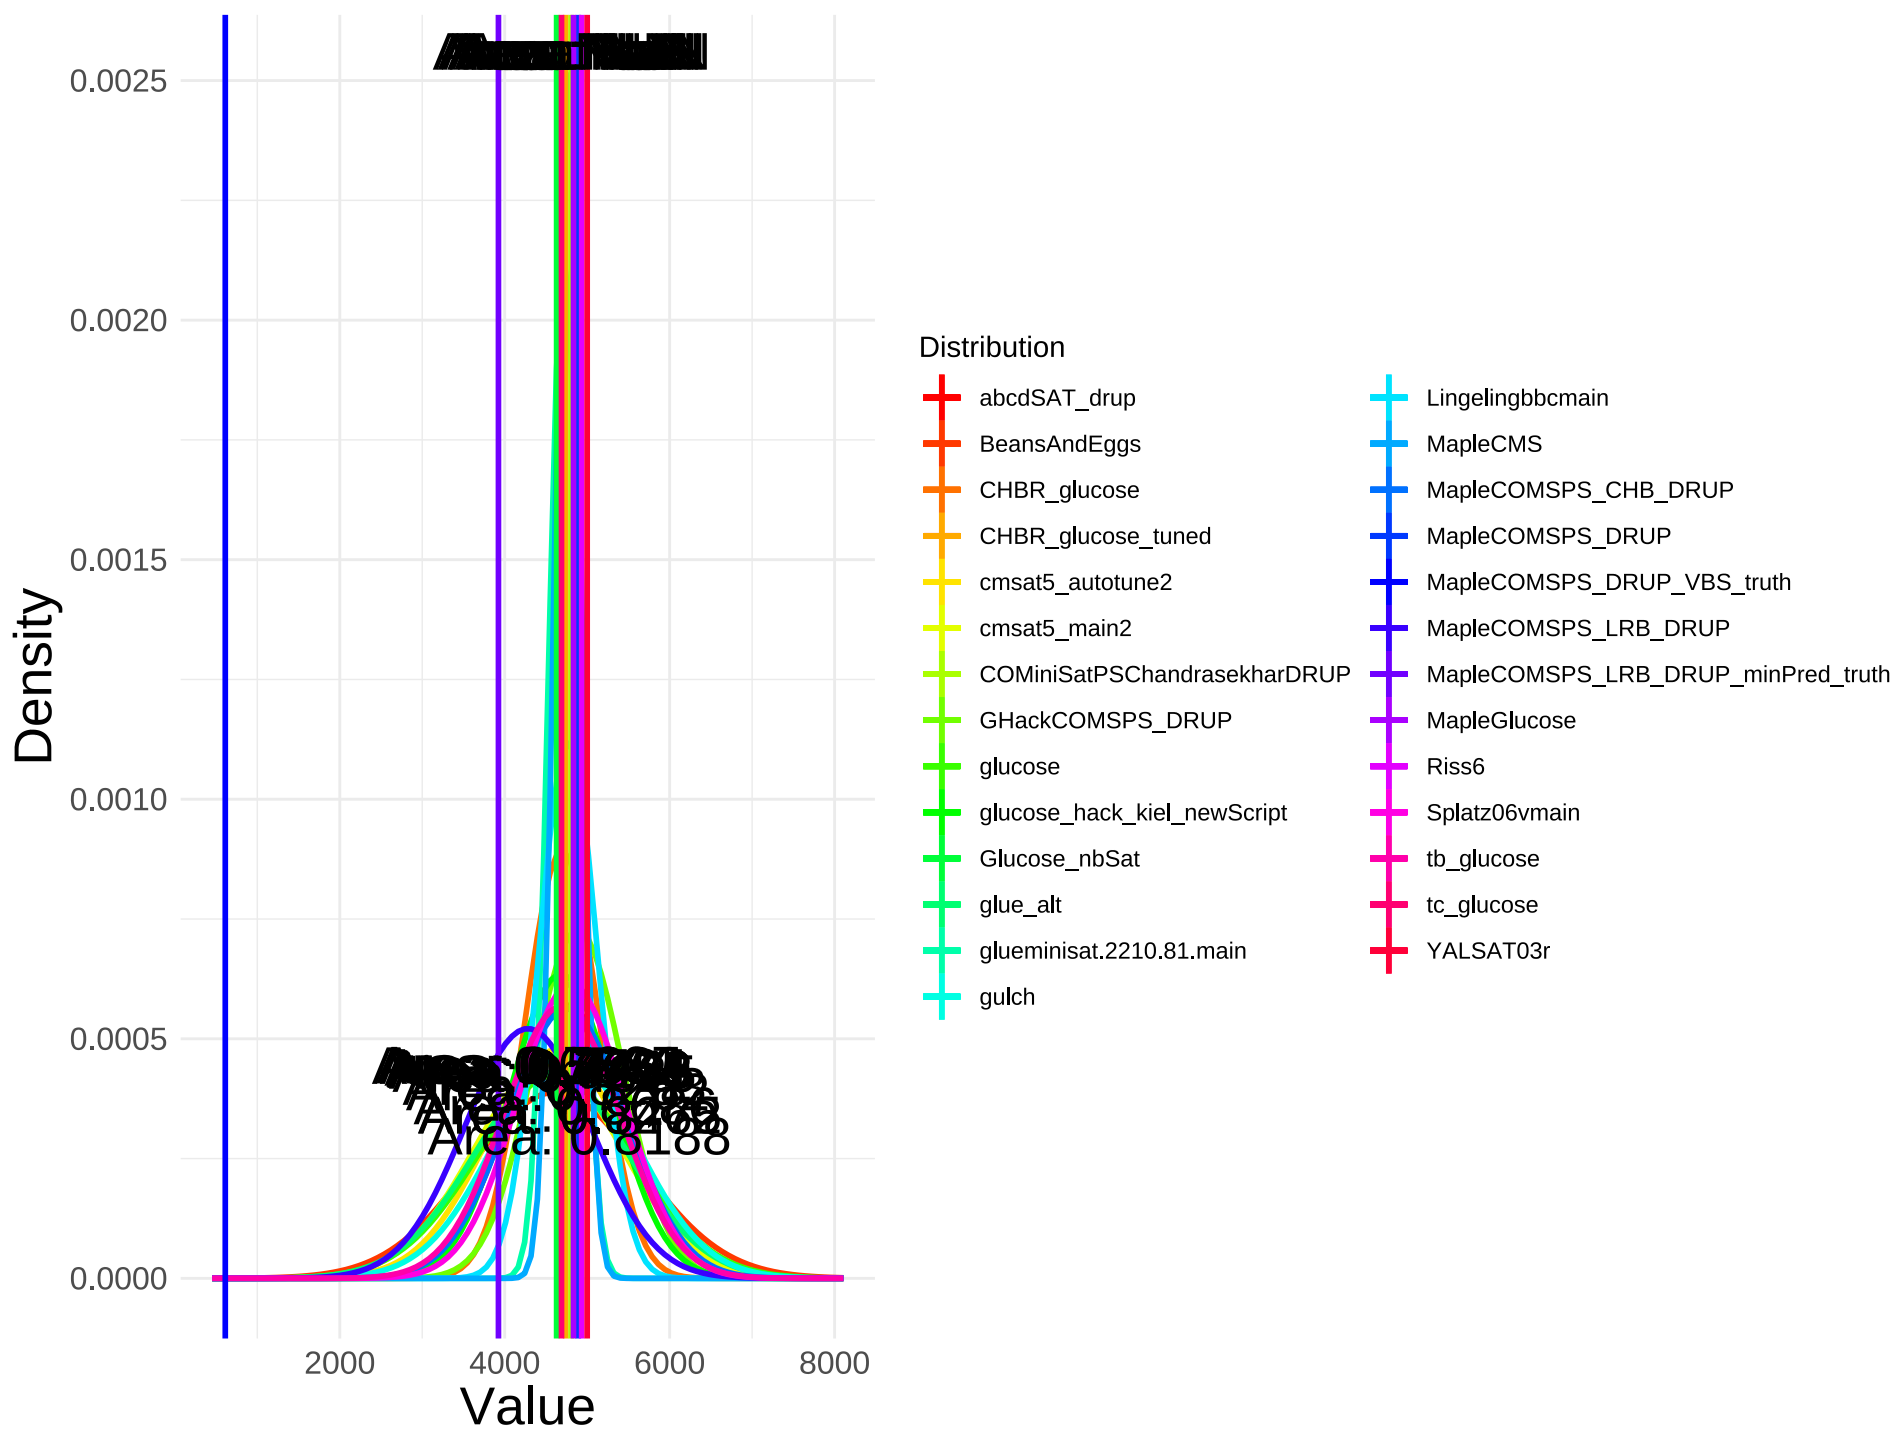 0.0025
0.0020
0.0015
0.0010
0.0005
0.0000
Density
Area: 0.8188
2000 4000 6000 8000
Value
Distribution
abcdSAT_drup
BeansAndEggs
CHBR_glucose
CHBR_glucose_tuned
cmsat5_autotune2
cmsat5_main2
COMiniSatPSChandrasekharDRUP
GHackCOMSPS_DRUP
glucose
glucose_hack_kiel_newScript
Glucose_nbSat
glue_alt
glueminisat.2210.81.main
gulch
Lingelingbbcmain
MapleCMS
MapleCOMSPS_CHB_DRUP
MapleCOMSPS_DRUP
MapleCOMSPS_DRUP_VBS_truth
MapleCOMSPS_LRB_DRUP
MapleCOMSPS_LRB_DRUP_minPred_truth
MapleGlucose
Riss6
Splatz06vmain
tb_glucose
tc_glucose
YALSAT03r